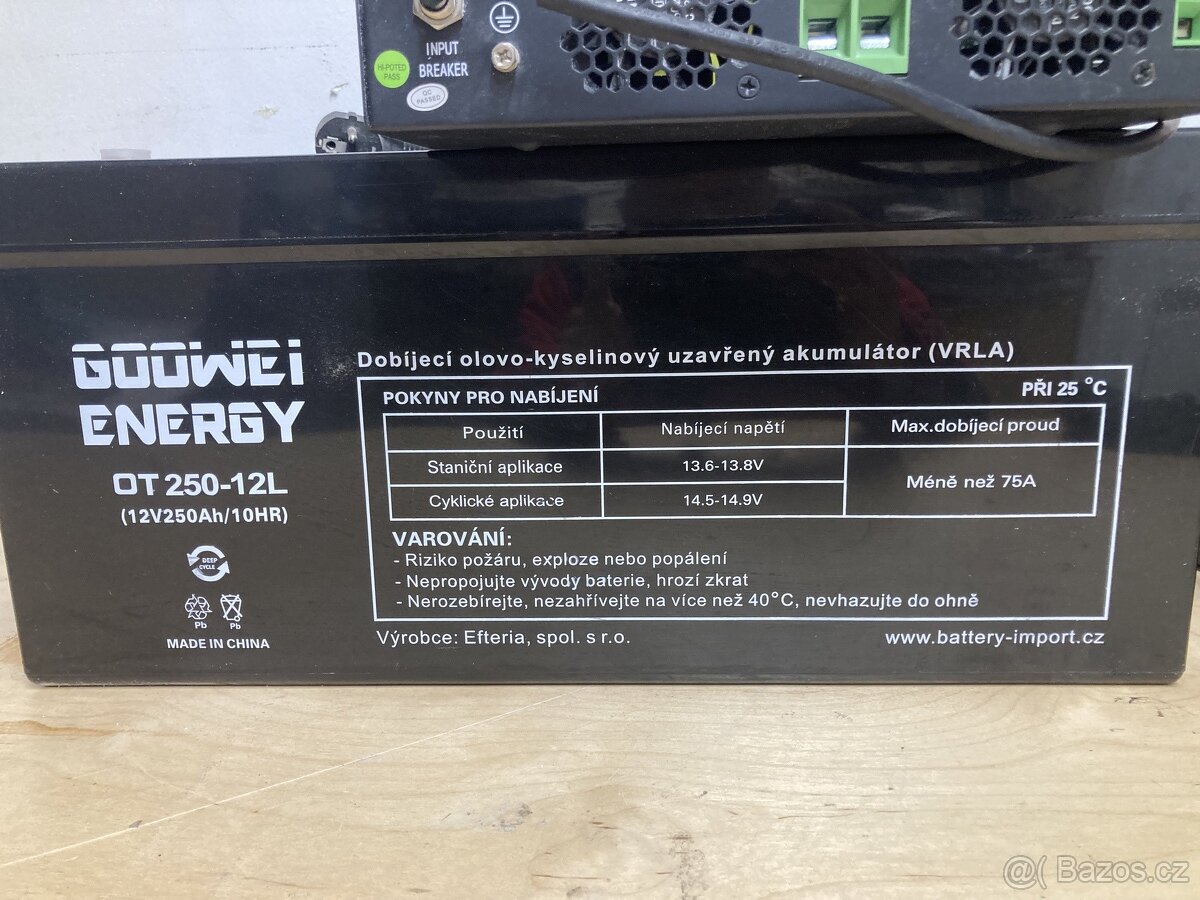 INPUT
BREAKER
HI-POTED
PASS
QC
PASSED
GOOWEI
ENERGY
OT 250-12L
(12V250Ah/10HR)
DEEP
CYCLE
Pb
Pb
MADE IN CHINA
Dobíjecí olovo-kyselinový uzavřený akumulátor (VRLA)
POKYNY PRO NABÍJENÍ
PŘI 25 °C
Použití
Nabíjecí napětí
Max.dobíjecí proud
Staniční aplikace
13.6-13.8V
Méně než 75A
Cyklické aplikace
14.5-14.9V
VAROVÁNÍ:
- Riziko požáru, exploze nebo popálení
- Nepropojujte vývody baterie, hrozí zkrat
- Nerozebírejte, nezahřívejte na více než 40°C, nevhazujte do ohně
Výrobce: Efteria, spol. s r.o.
www.battery-import.cz
Bazos.cz